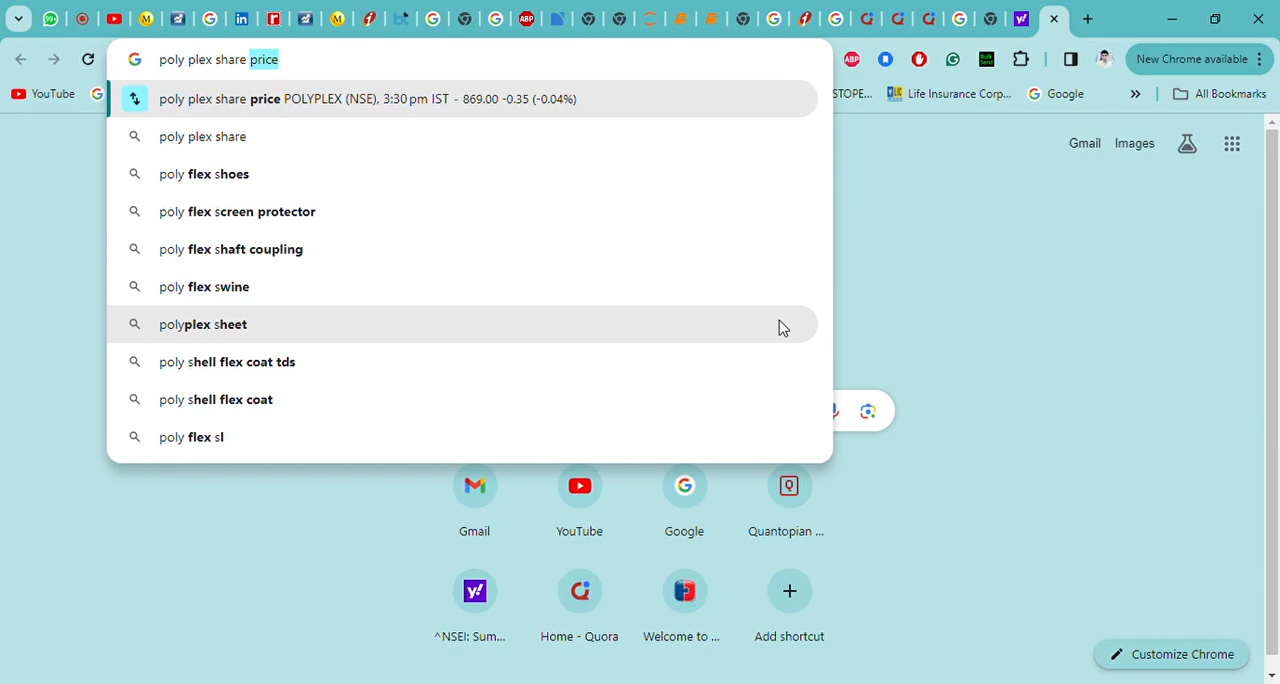 99+
poly plex share price
ABP
Bulk Send
New Chrome available
YouTube
STOPE...
Life Insurance Corp...
Google
»
All Bookmarks
poly plex share price POLYPLEX (NSE), 3:30 pm IST - 869.00 -0.35 (-0.04%)
poly plex share
poly flex shoes
poly flex screen protector
poly flex shaft coupling
poly flex swine
polyplex sheet
poly shell flex coat tds
poly shell flex coat
poly flex sl
Gmail Images
Gmail YouTube Google Quantopian ...
^NSEI: Sum... Home - Quora Welcome to ... Add shortcut
Customize Chrome